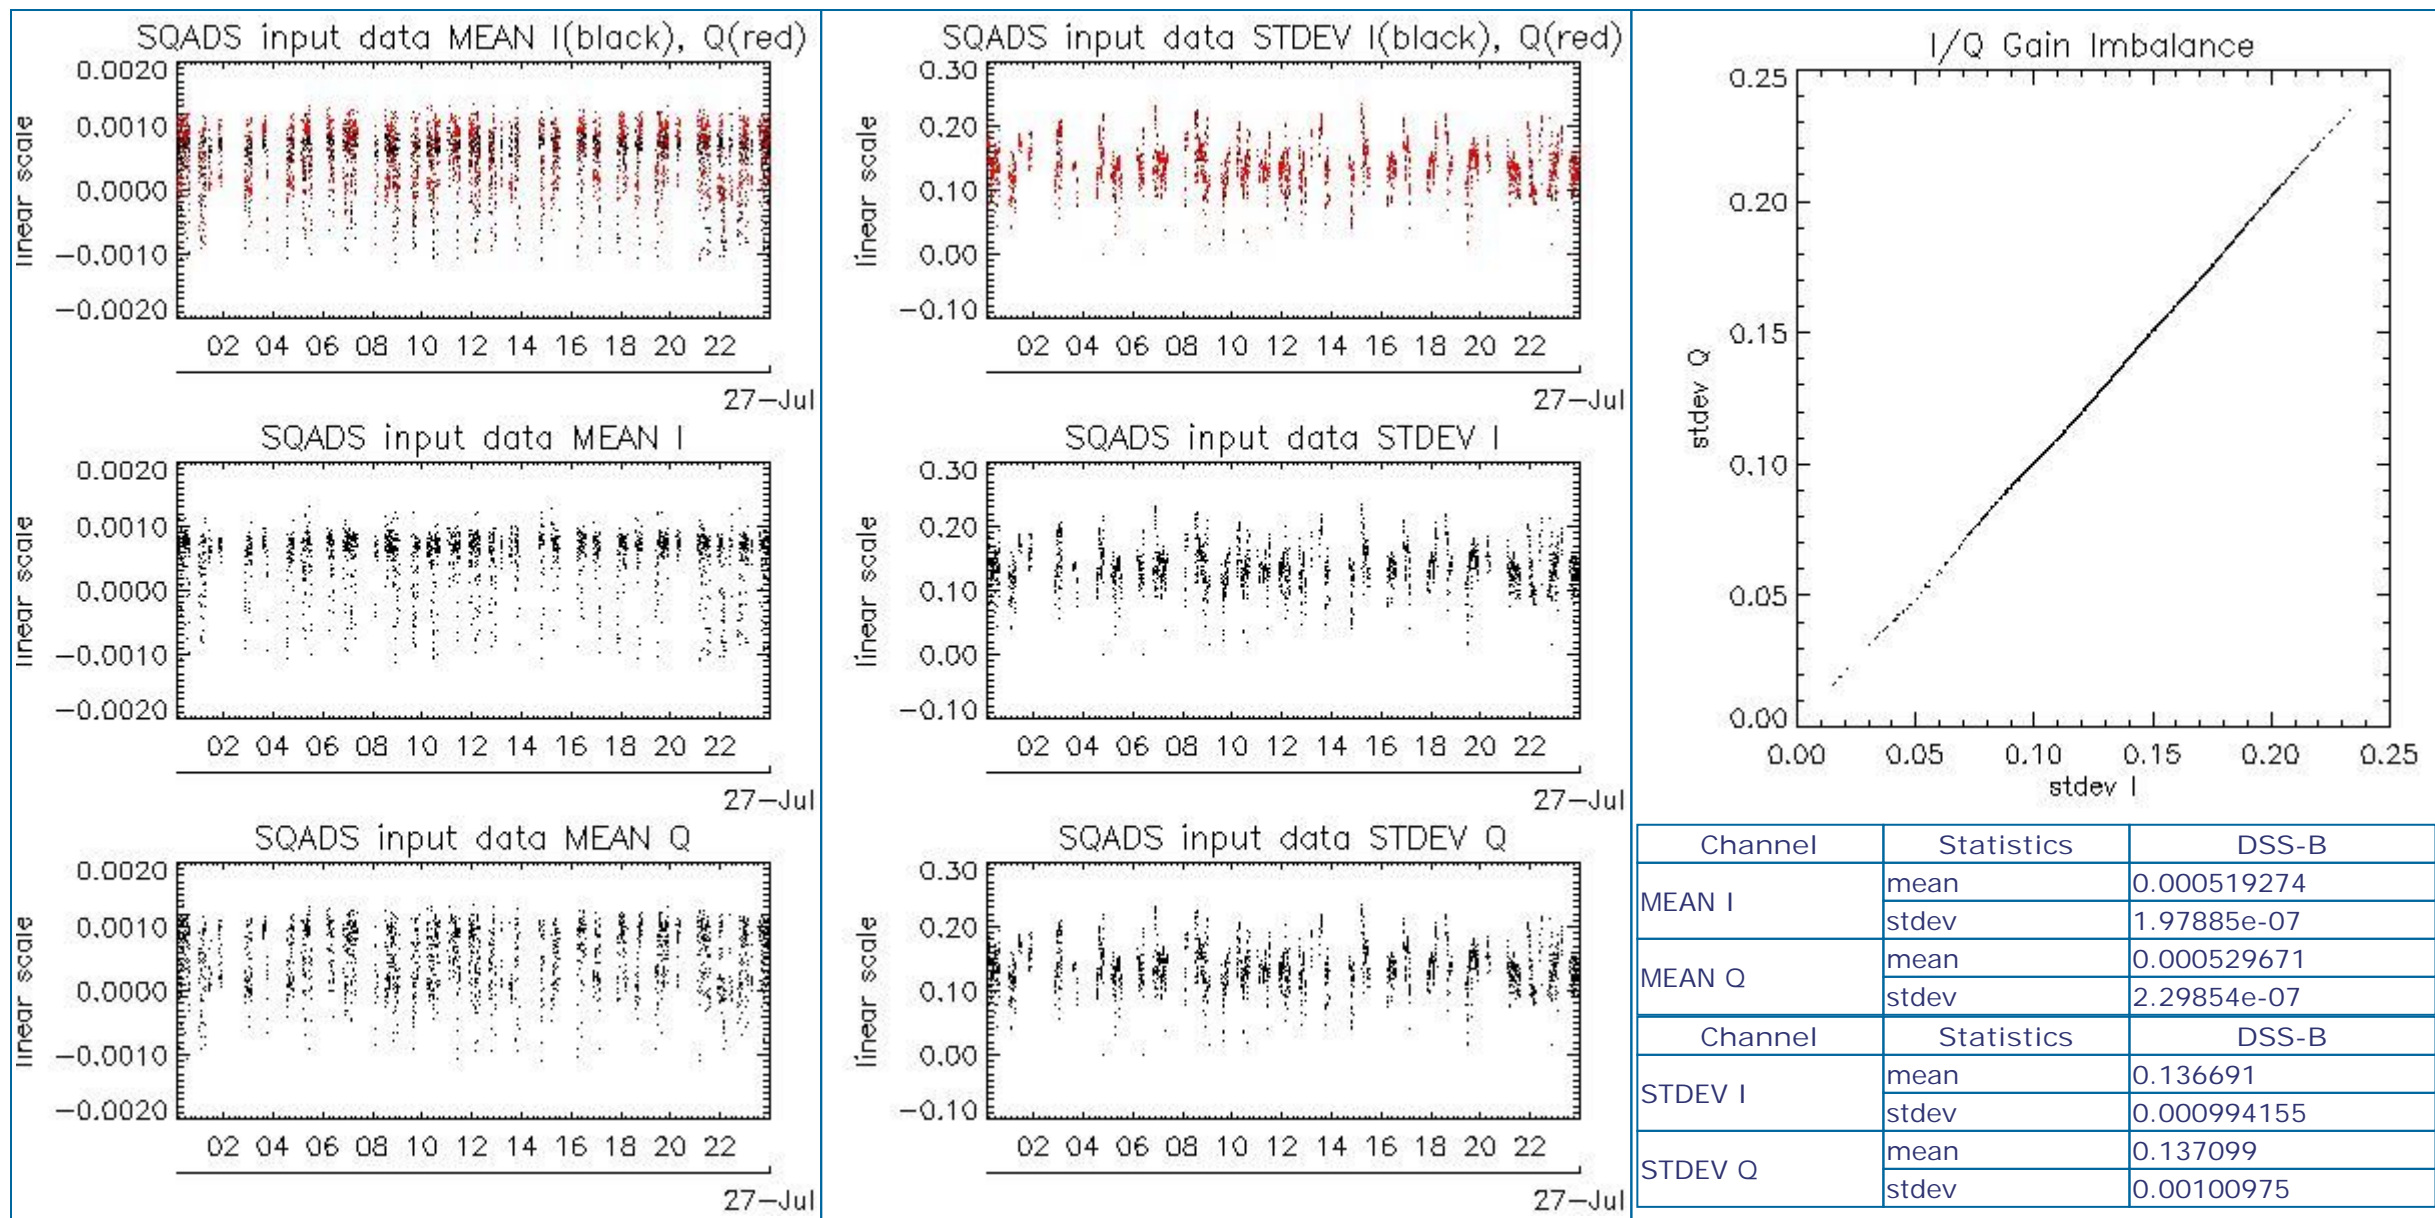 SQADS input data MEAN I(black), Q(red)
0.0020
0.0010
0.0000
−0.0010
−0.0020
linear scale
02 04 06 08 10 12 14 16 18 20 22
27−Jul
SQADS input data MEAN I
0.0020
0.0010
0.0000
−0.0010
−0.0020
linear scale
02 04 06 08 10 12 14 16 18 20 22
27−Jul
SQADS input data MEAN Q
0.0020
0.0010
0.0000
−0.0010
−0.0020
linear scale
02 04 06 08 10 12 14 16 18 20 22
27−Jul
SQADS input data STDEV I(black), Q(red)
0.30
0.20
0.10
0.00
−0.10
linear scale
02 04 06 08 10 12 14 16 18 20 22
27−Jul
SQADS input data STDEV I
0.30
0.20
0.10
0.00
−0.10
linear scale
02 04 06 08 10 12 14 16 18 20 22
27−Jul
SQADS input data STDEV Q
0.30
0.20
0.10
0.00
−0.10
linear scale
02 04 06 08 10 12 14 16 18 20 22
27−Jul
I/Q Gain Imbalance
0.25
0.20
0.15
0.10
0.05
0.00
stdev Q
0.00 0.05 0.10 0.15 0.20 0.25
stdev I
Channel Statistics DSS-B
MEAN I
mean 0.000519274
stdev 1.97885e-07
MEAN Q
mean 0.000529671
stdev 2.29854e-07
Channel Statistics DSS-B
STDEV I
mean 0.136691
stdev 0.000994155
STDEV Q
mean 0.137099
stdev 0.00100975